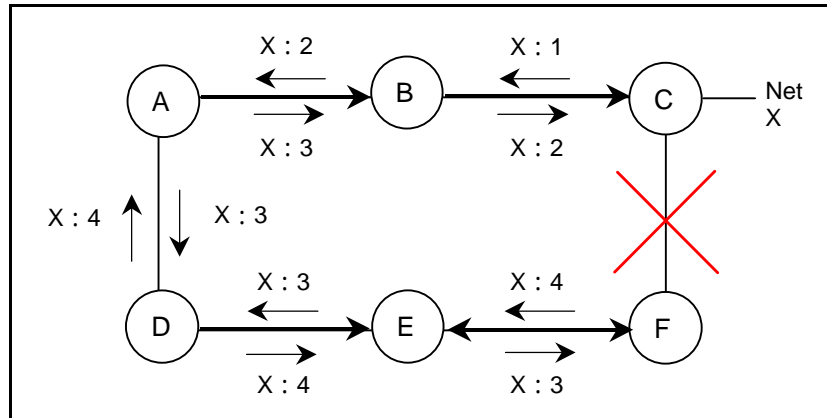 X : 2
X : 1
A
B
C
Net
X
X : 3
X : 2
X : 4
X : 3
X : 3
X : 4
D
E
F
X : 4
X : 3